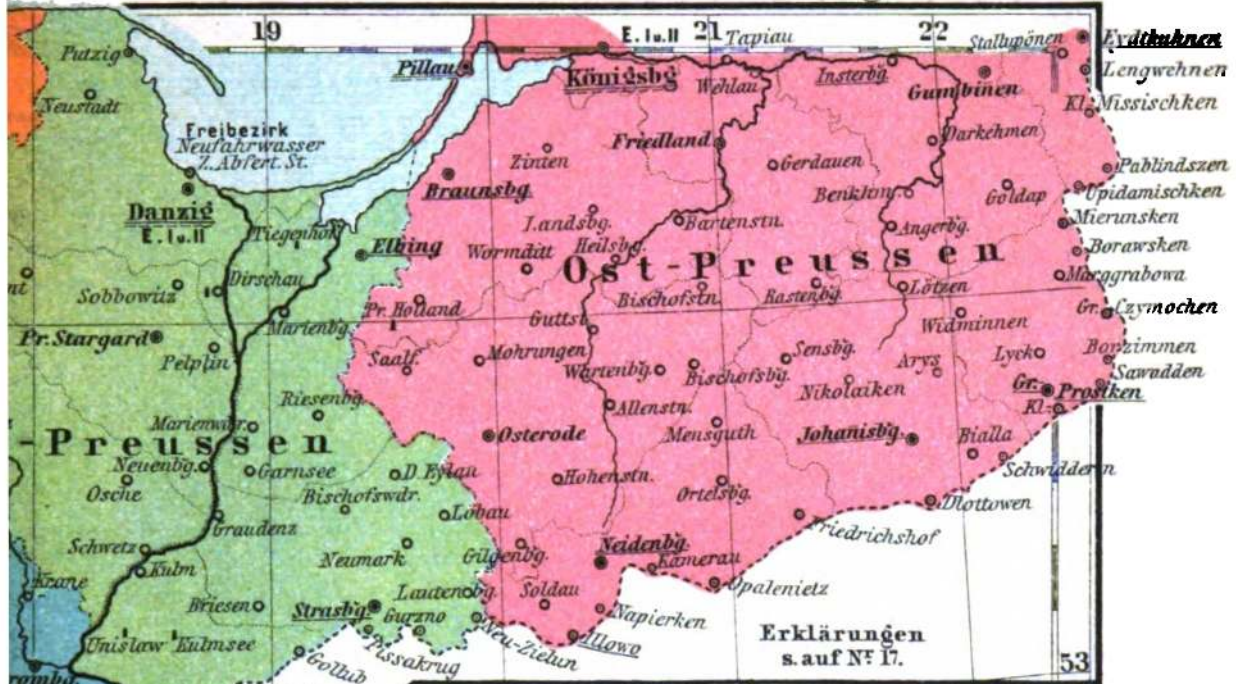 19
E. I u. II
21
Tapiau
22
Stallupönen
Putzig
Pillau
Königsbg
Wehlau
Insterbg.
Gumbinen
Lengwehnen
Neustadt
Kl. Missischken
Freibezirk
Neufahrwasser
Z. Abfert. St.
Zinten
Friedland
Gerdauen
Darkehmen
Pablindszen
Braunsbg.
Benkhm.
Goldap
Upidamischken
Danzig
E. I u. II
Tiegenhof
Elbing
Landsbg.
Bartenstn.
Angerbg.
Mierunsken
Wormditt
Heilsbg.
Borawsken
Ost-Preussen
Dirschau
Sobbowitz
Pr. Holland
Bischofstn.
Rastenbg.
Lötzen
Marggrabowa
Marienbg.
Guttst.
Widminnen
Gr. Czymochen
Pr. Stargard
Pelplin
Saalf.
Mohrungen
Wartenbg.
Bischofsbg.
Sensbg.
Nikolaiken
Arys
Lyck
Borzimmen
Sawadden
Riesenbg.
Allenstn.
Gr.
Prostken
Kl.
Marienwdr.
-Preussen
Osterode
Mensguth
Johanisbg.
Bialla
Neuenbg.
Garnsee
D. Eylau
Hohenstn.
Schwiddern
Osche
Bischofswdr.
Ortelsbg.
Dlottowen
Graudenz
Löbau
Friedrichshof
Schwetz
Neumark
Gilgenbg.
Neidenbg.
Kamerau
Krone
Kulm
Lautenbg.
Soldau
Opalenietz
Briesen
Strasbg.
Gurzno
Napierken
Unislaw
Kulmsee
Neu-Zielun
Illowo
Gollub
Pissakrug
Erklärungen
s. auf Nr. 17.
53